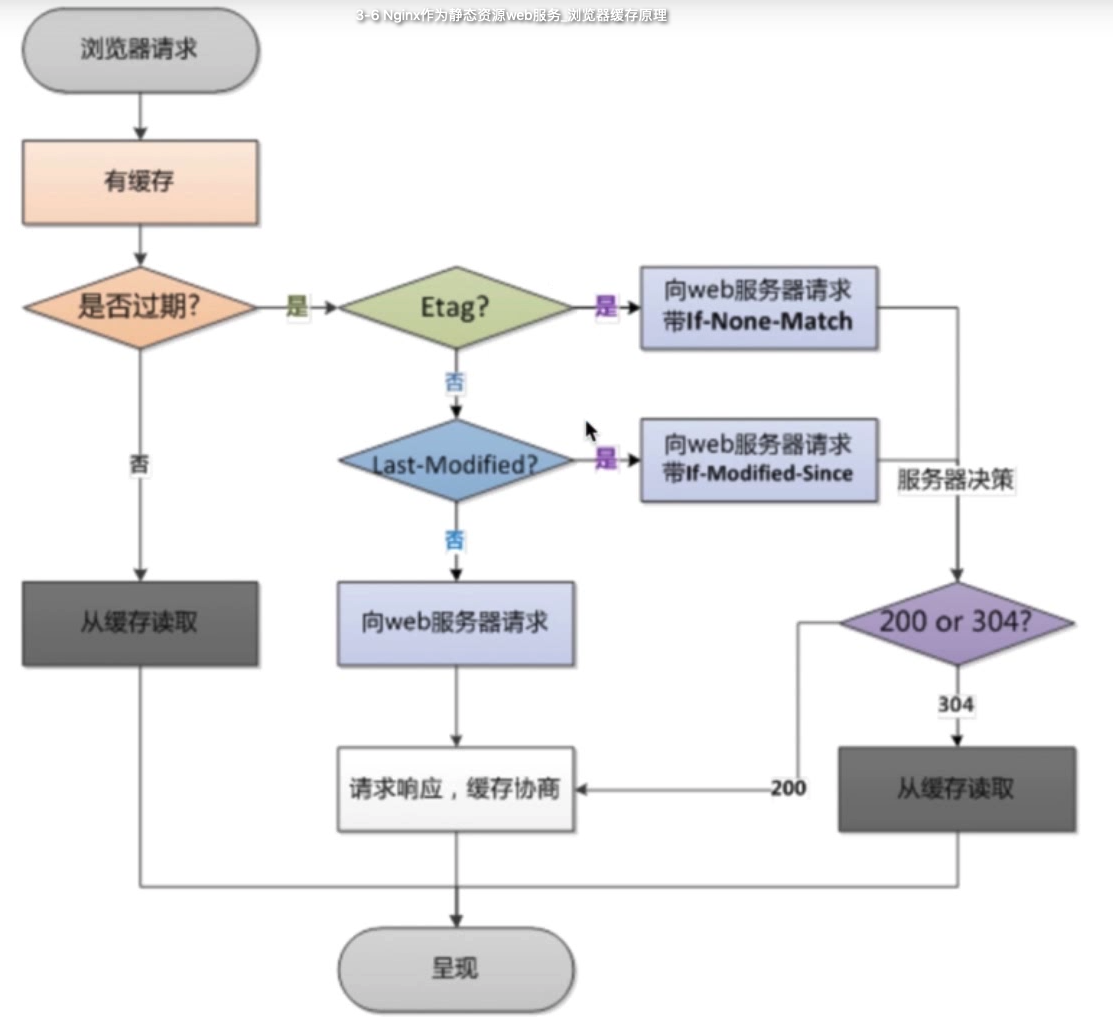 3-6 Nginx作为静态资源web服务_浏览器缓存原理
浏览器请求
有缓存
是否过期?
是
Etag?
是
向web服务器请求
带If-None-Match
否
Last-Modified?
是
向web服务器请求
带If-Modified-Since
否
服务器决策
否
从缓存读取
向web服务器请求
200 or 304?
304
请求响应，缓存协商
200
从缓存读取
呈现